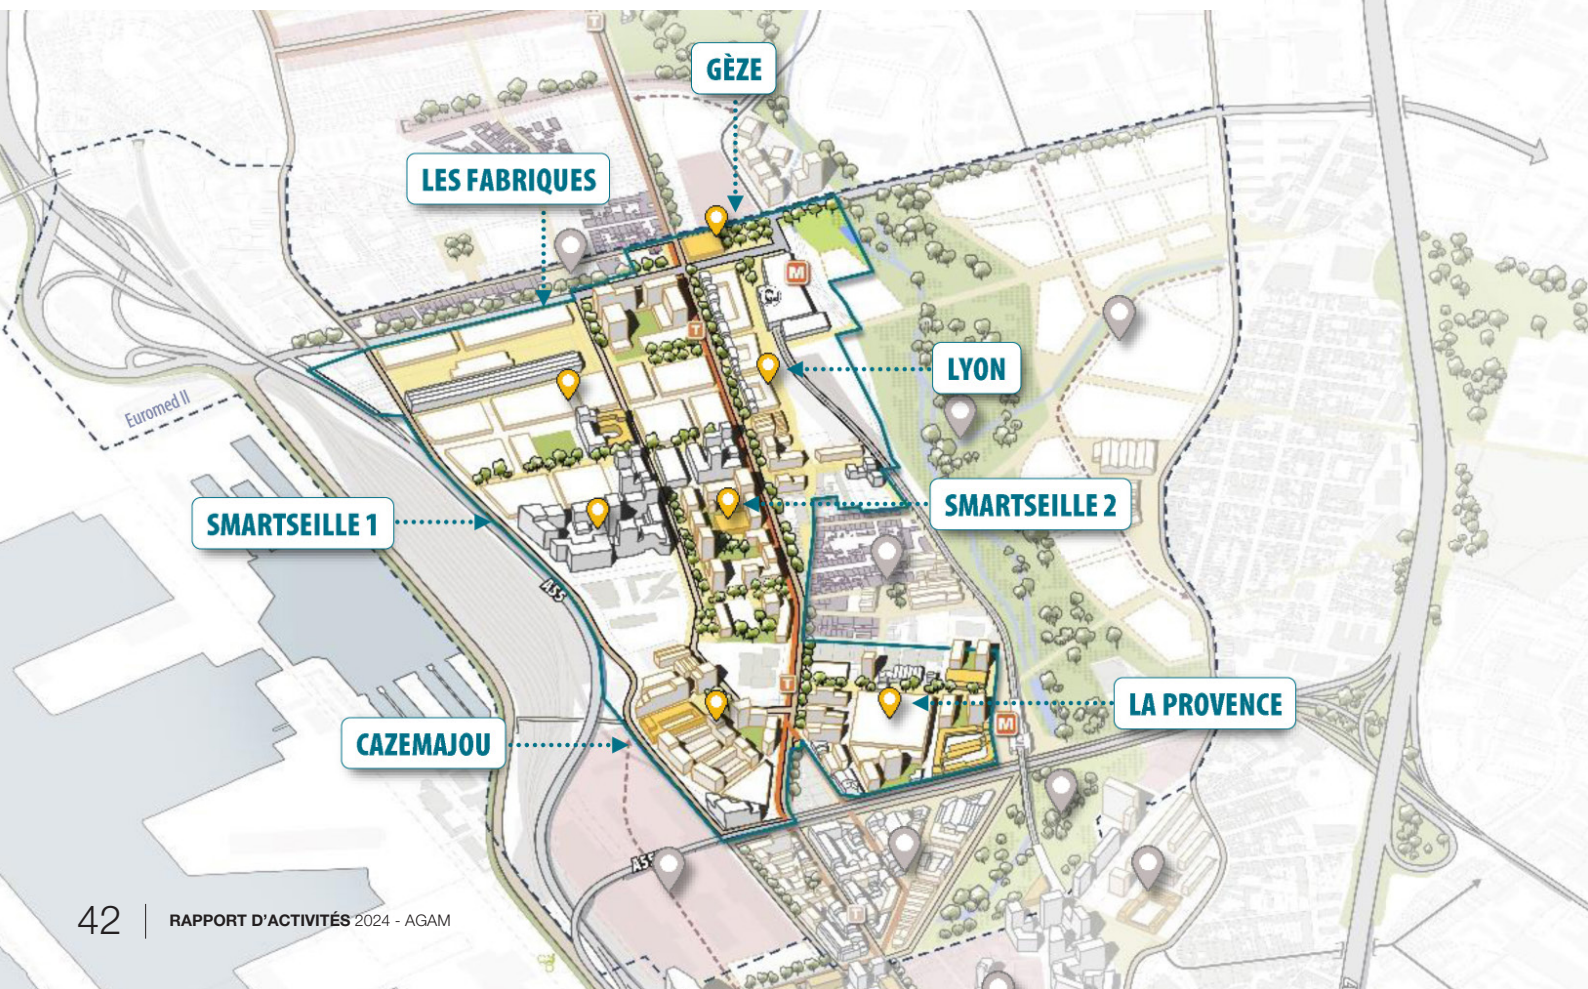 T
GÈZE
LES FABRIQUES
M
T
LYON
Euromed II
SMARTSEILLE 1
SMARTSEILLE 2
A55
T
LA PROVENCE
M
CAZEMAJOU
A55
T
42 | RAPPORT D'ACTIVITÉS 2024 - AGAM